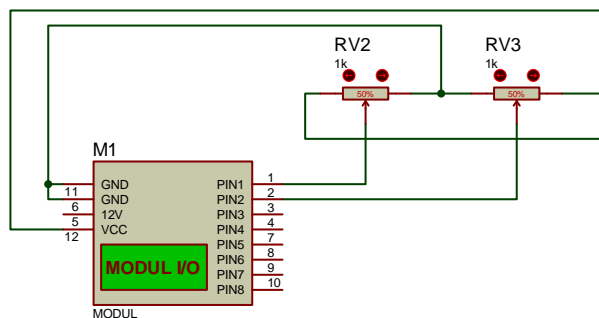 RV2
1k
50%
RV3
1k
50%
M1
GND
11
GND
6
12V
5
VCC
12
PIN1
1
PIN2
2
PIN3
3
PIN4
4
PIN5
7
PIN6
8
PIN7
9
PIN8
10
MODUL I/O
MODUL